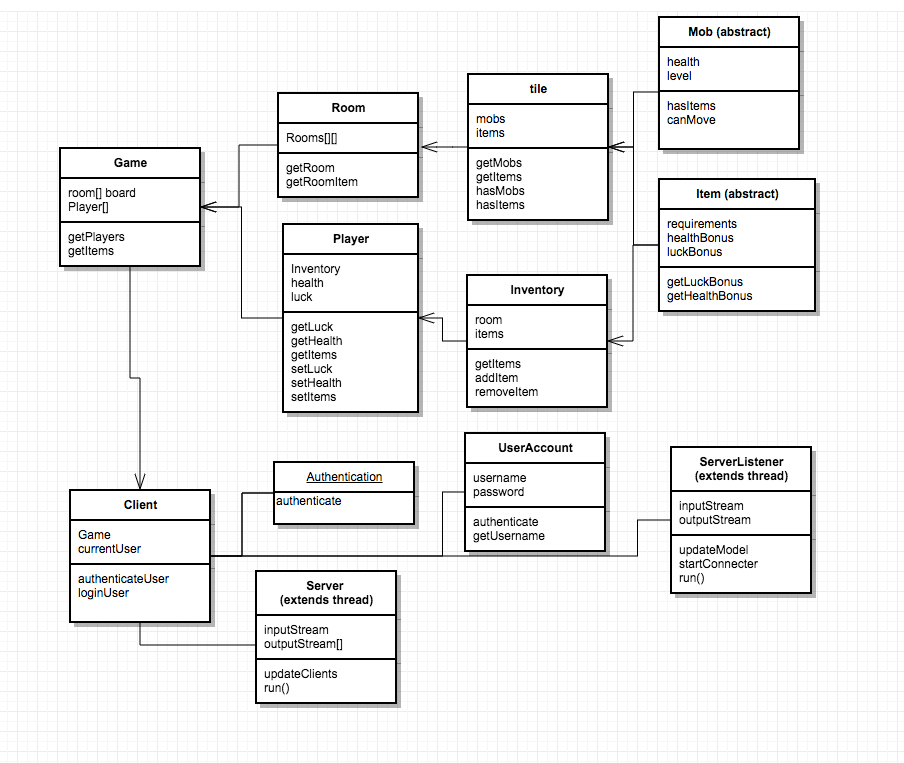 Mob (abstract)
health
level
hasItems
canMove
tile
mobs
items
getMobs
getItems
hasMobs
hasItems
Room
Rooms[][]
getRoom
getRoomItem
Game
room[] board
Player[]
getPlayers
getItems
Item (abstract)
requirements
healthBonus
luckBonus
getLuckBonus
getHealthBonus
Player
Inventory
health
luck
getLuck
getHealth
getItems
setLuck
setHealth
setItems
Inventory
room
items
getItems
addItem
removeItem
UserAccount
username
password
authenticate
getUsername
ServerListener
(extends thread)
inputStream
outputStream
updateModel
startConnecter
run()
Authentication
authenticate
Client
Game
currentUser
authenticateUser
loginUser
Server
(extends thread)
inputStream
outputStream[]
updateClients
run()